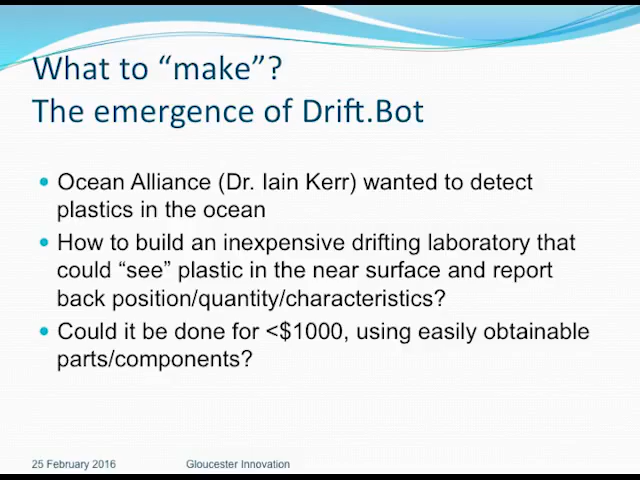 What to “make”?
The emergence of Drift.Bot
• Ocean Alliance (Dr. Iain Kerr) wanted to detect
plastics in the ocean
• How to build an inexpensive drifting laboratory that
could “see” plastic in the near surface and report
back position/quantity/characteristics?
• Could it be done for <$1000, using easily obtainable
parts/components?
25 February 2016 Gloucester Innovation